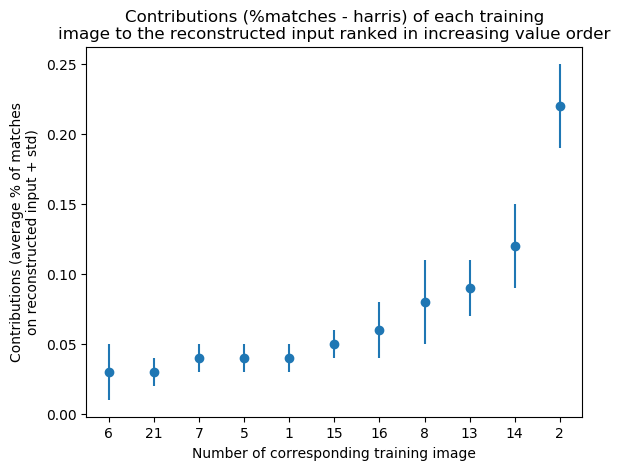 Contributions (%matches - harris) of each training
image to the reconstructed input ranked in increasing value order
Contributions (average % of matches
on reconstructed input + std)
0.25
0.20
0.15
0.10
0.05
0.00
6 21 7 5 1 15 16 8 13 14 2
Number of corresponding training image